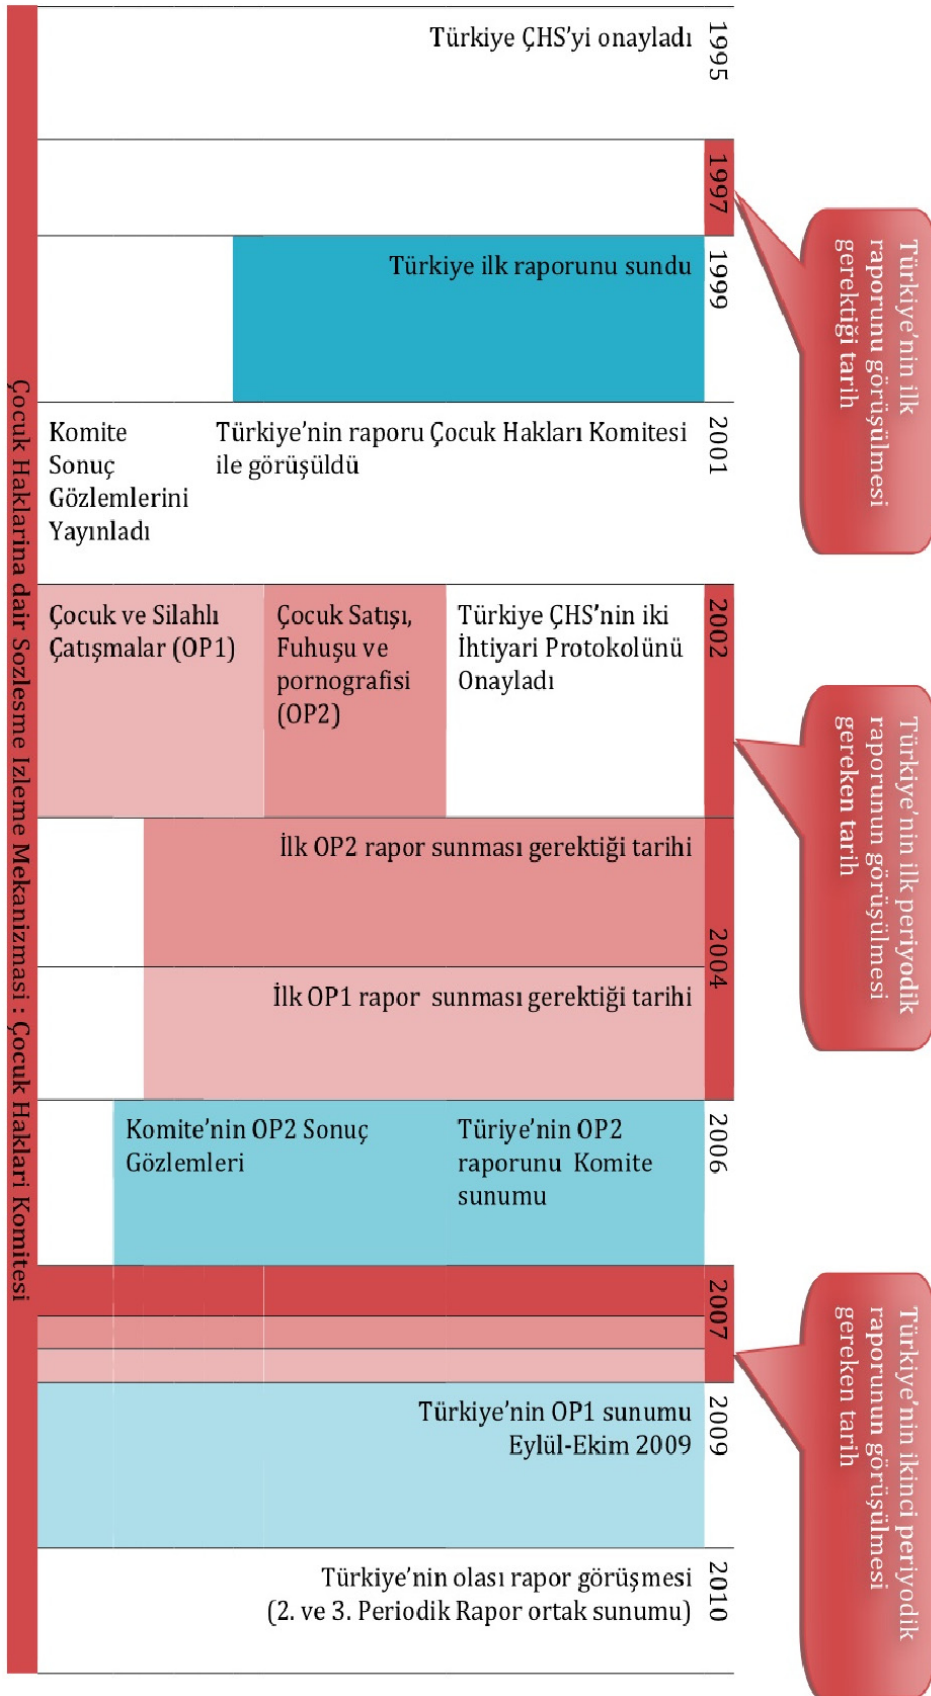 Türkiye ÇHS'yi onayladı
1995
1997
Türkiye'nin ilk
raporunu görüşülmesi
gerektiği tarih
Türkiye ilk raporunu sundu
1999
Komite
Sonuç
Gözlemlerini
Yayınladı
Türkiye'nin raporu Çocuk Hakları Komitesi
ile görüşüldü
2001
Çocuk ve Silahlı
Çatışmalar (OP1)
Çocuk Satışı,
Fuhuşu ve
pornografisi
(OP2)
Türkiye ÇHS'nin iki
İhtiyari Protokolünü
Onayladı
2002
Türkiye'nin ilk periyodik
raporunun görüşülmesi
gereken tarih
İlk OP2 rapor sunması gerektiği tarihi
2004
İlk OP1 rapor sunması gerektiği tarihi
Komite'nin OP2 Sonuç
Gözlemleri
Türiye'nin OP2
raporunu Komite
sunumu
2006
2007
Türkiye'nin ikinci periyodik
raporunun görüşülmesi
gereken tarih
Türkiye'nin OP1 sunumu
Eylül-Ekim 2009
2009
Türkiye'nin olası rapor görüşmesi
(2. ve 3. Periodik Rapor ortak sunumu)
2010
Çocuk Haklarina dair Sozlesme Izleme Mekanizması : Çocuk Haklari Komitesi